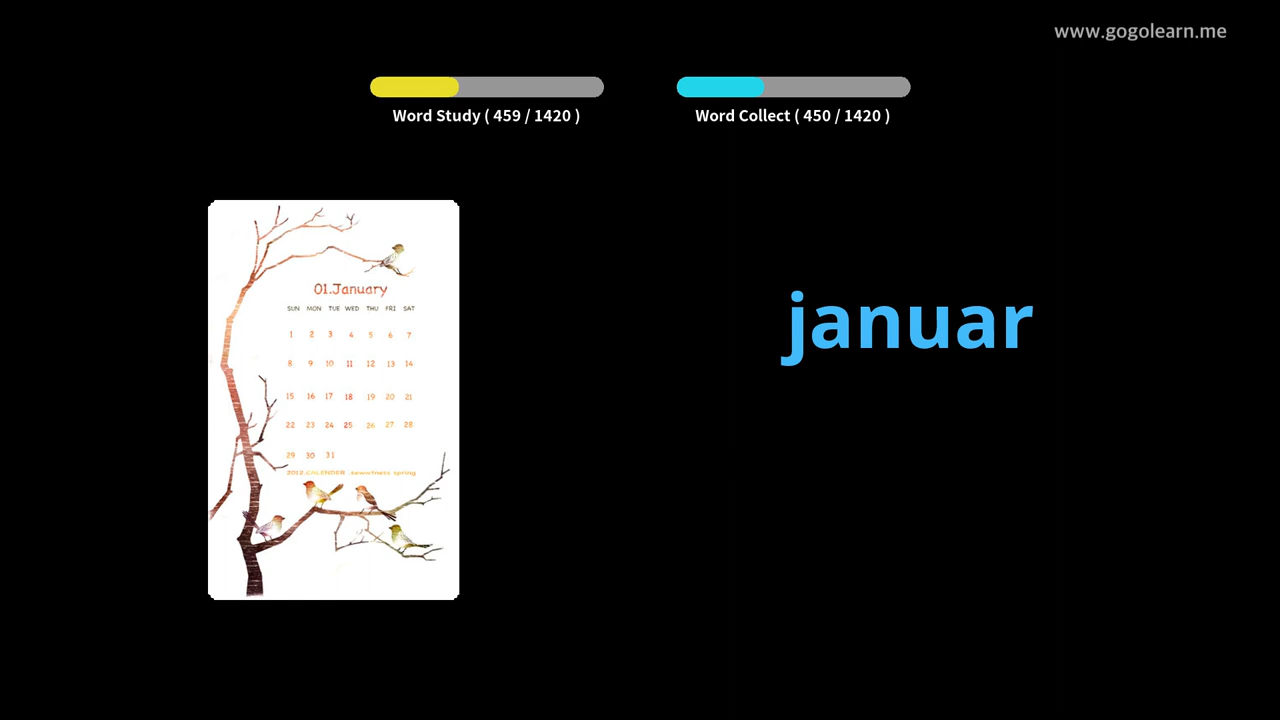 www.gogolearn.me
Word Study ( 459 / 1420 )
Word Collect ( 450 / 1420 )
01.January
SUN MON TUE WED THU FRI SAT
1 2 3 4 5 6 7
8 9 10 11 12 13 14
15 16 17 18 19 20 21
22 23 24 25 26 27 28
29 30 31
CALENDER spring
januar